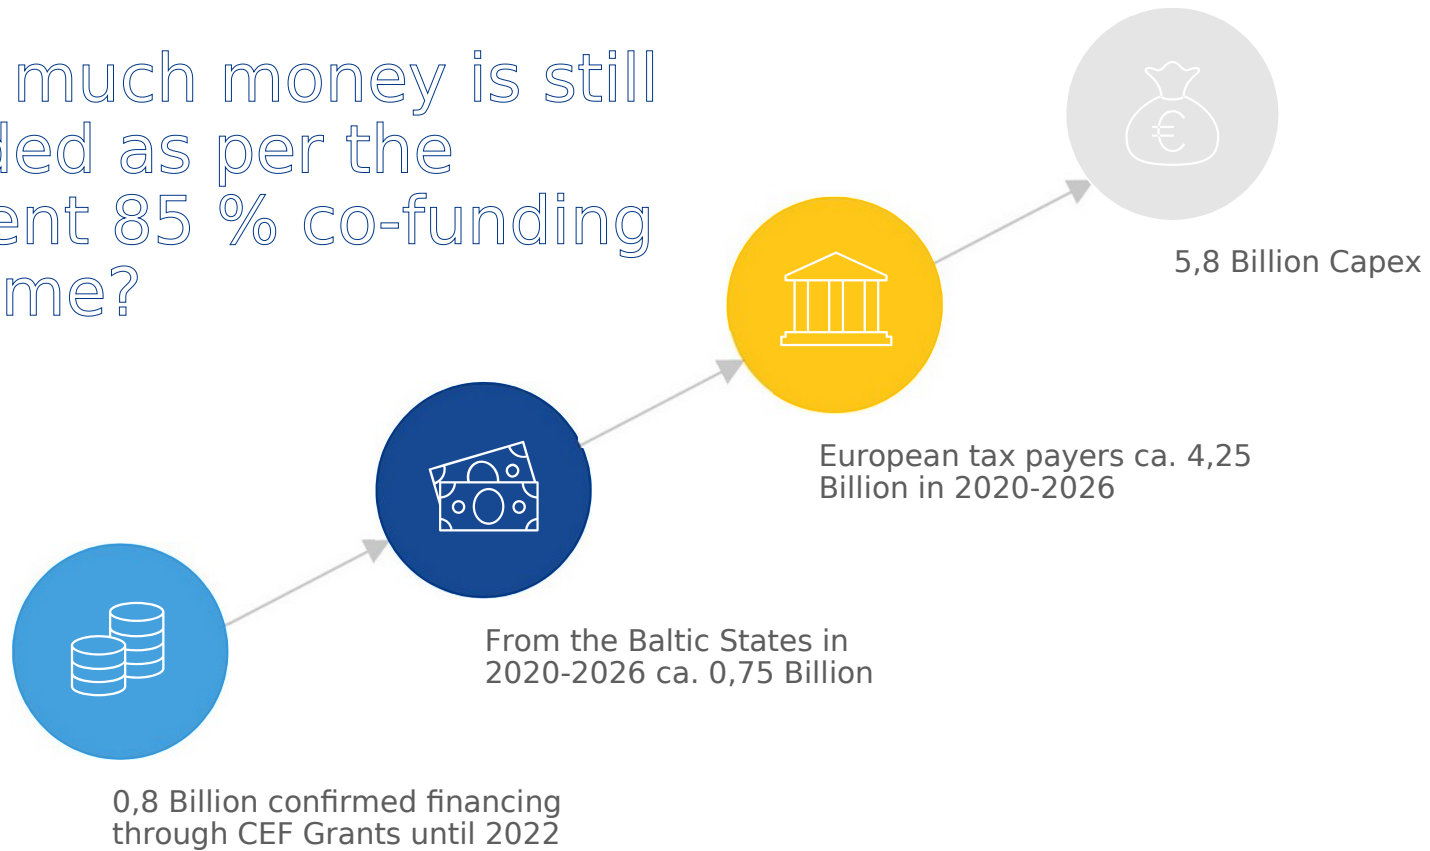 much money is still
ded as per the
ent 85 % co-funding
me?
5,8 Billion Capex
European tax payers ca. 4,25
Billion in 2020-2026
From the Baltic States in
2020-2026 ca. 0,75 Billion
0,8 Billion confirmed financing
through CEF Grants until 2022